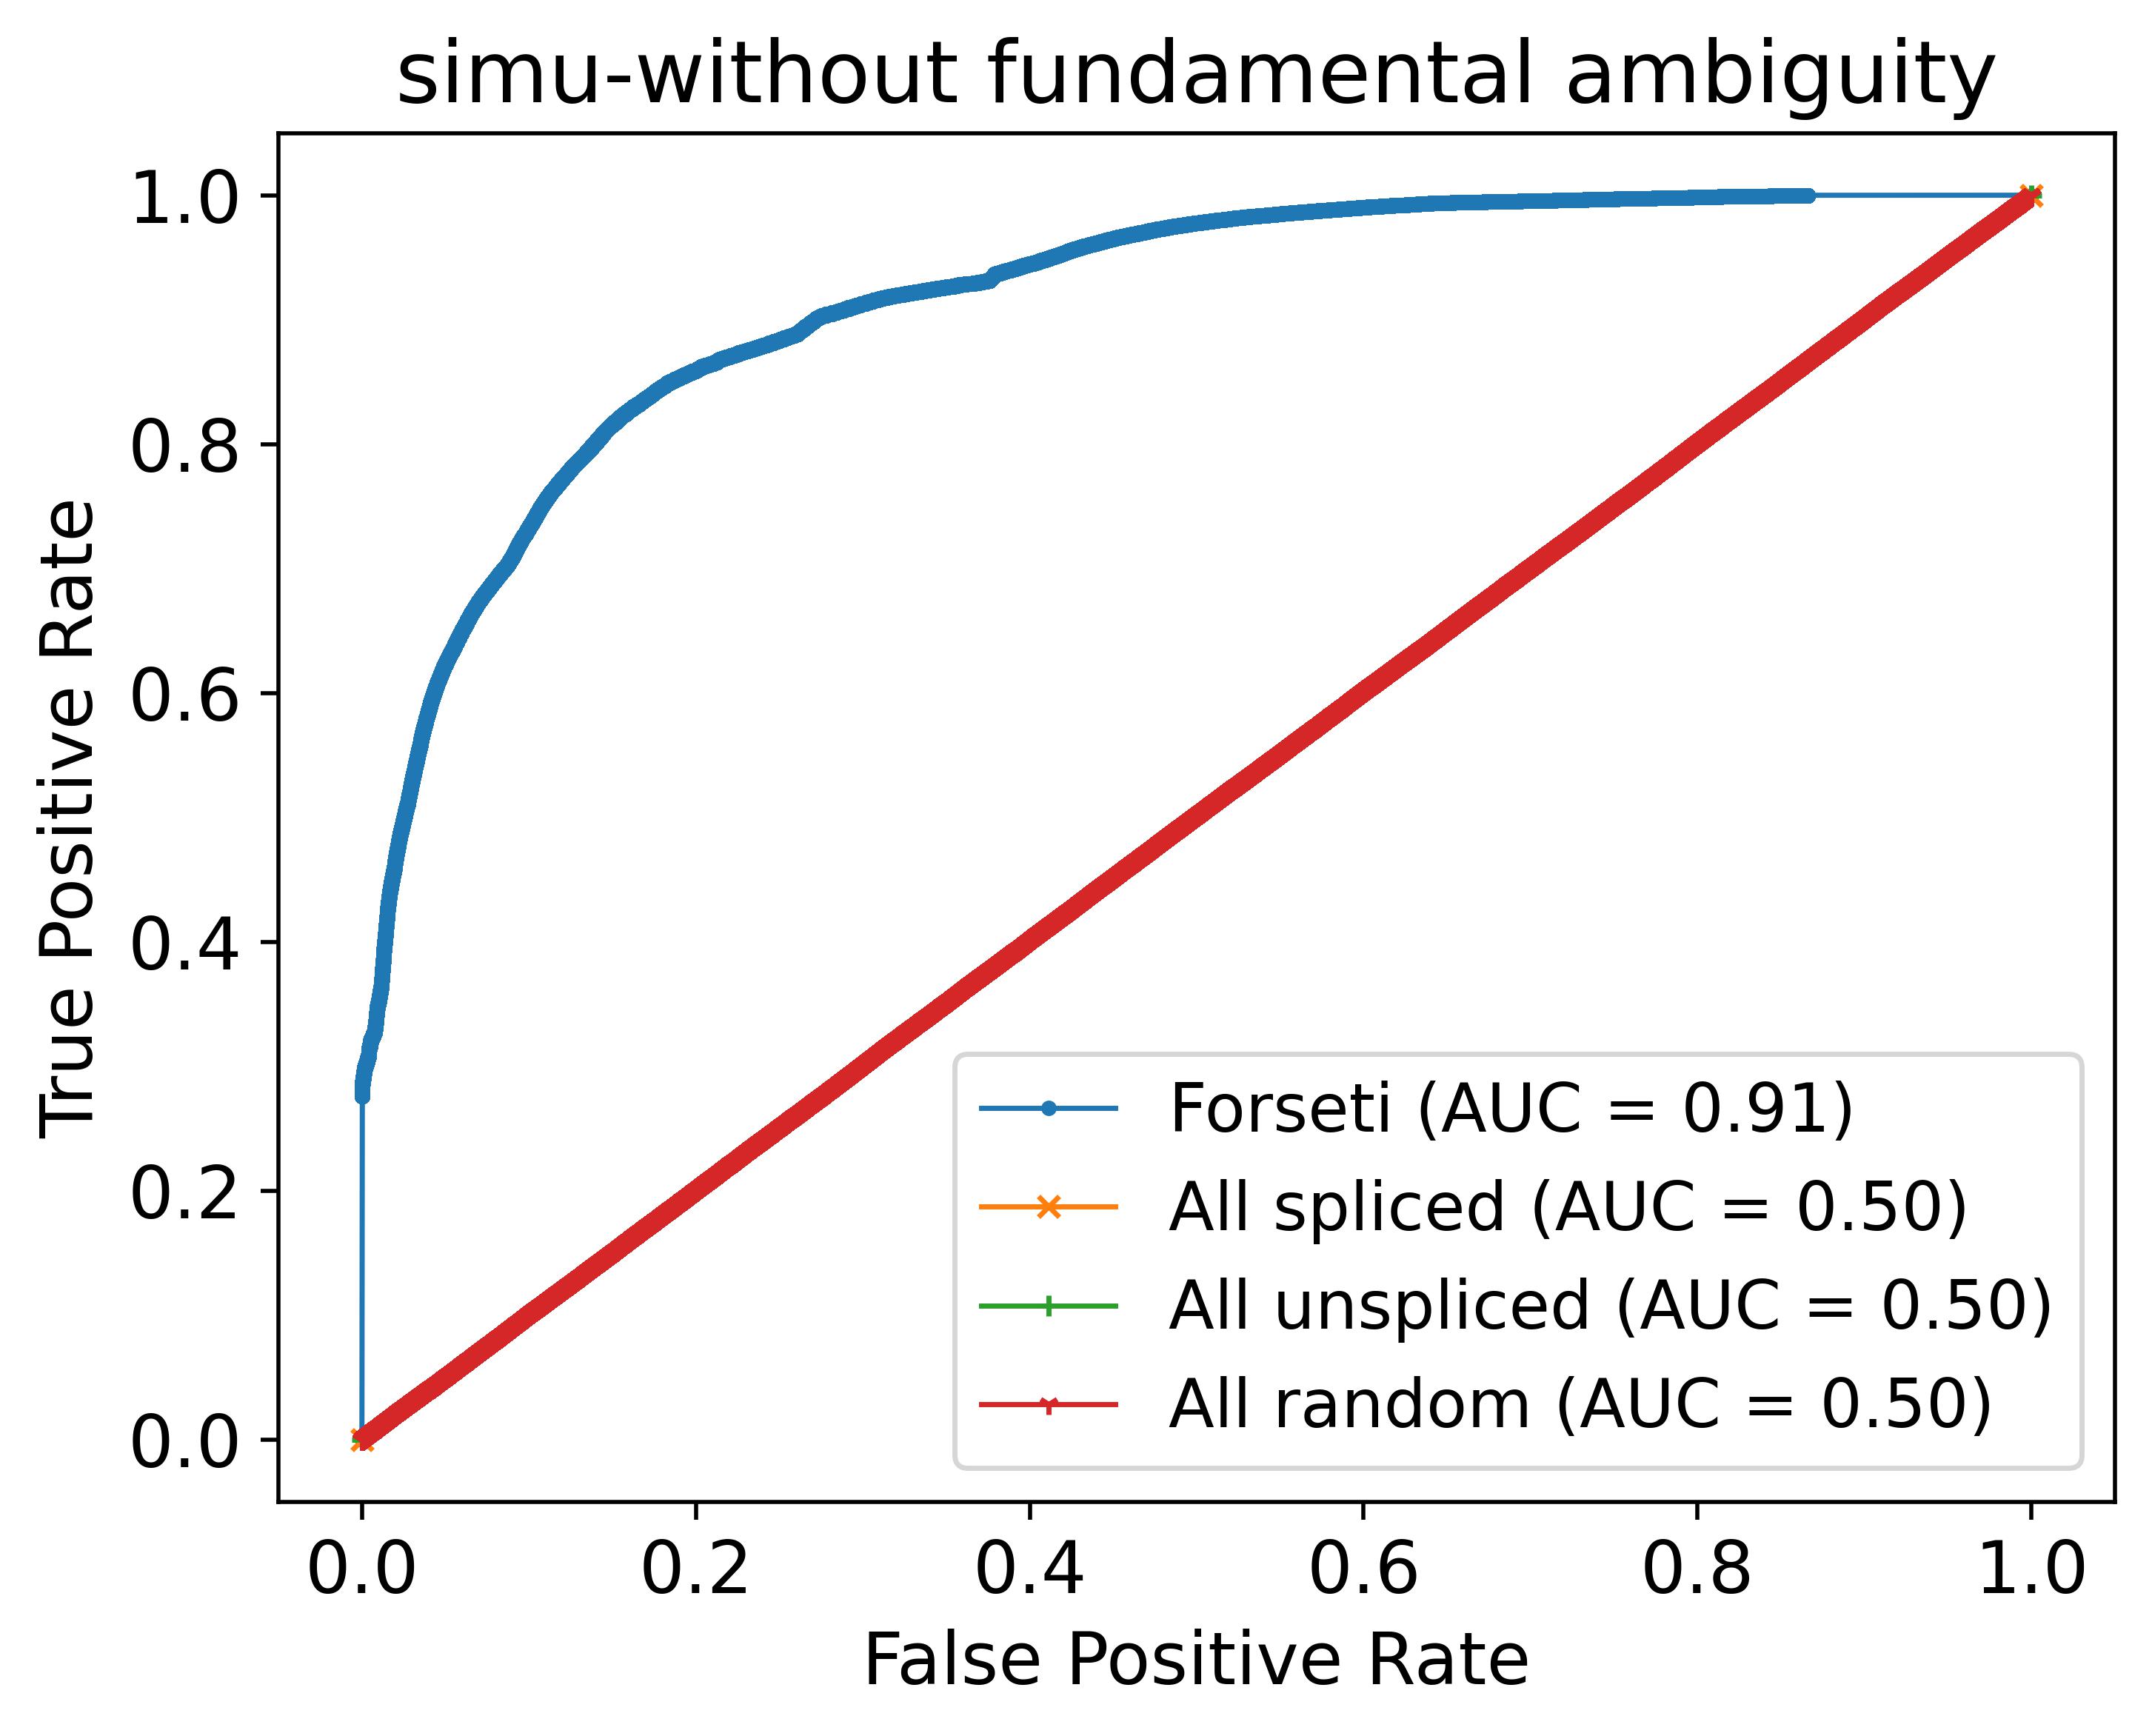 simu-without fundamental ambiguity
True Positive Rate
1.0
0.8
0.6
0.4
0.2
0.0
Forseti (AUC = 0.91)
All spliced (AUC = 0.50)
All unspliced (AUC = 0.50)
All random (AUC = 0.50)
0.0 0.2 0.4 0.6 0.8 1.0
False Positive Rate